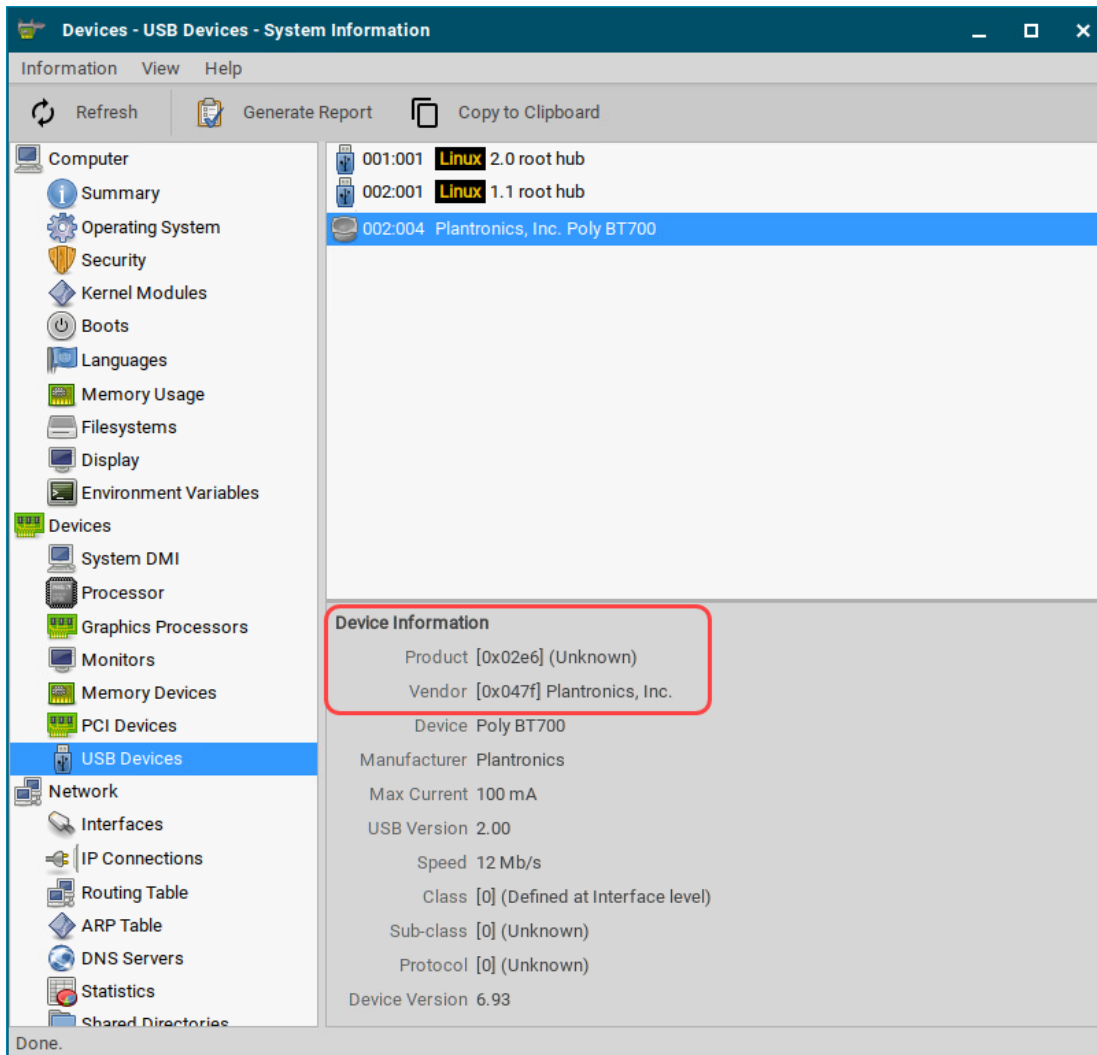 Devices - USB Devices - System Information
Information View Help
Refresh Generate Report Copy to Clipboard
Computer
Summary
Operating System
Security
Kernel Modules
Boots
Languages
Memory Usage
Filesystems
Display
Environment Variables
Devices
System DMI
Processor
Graphics Processors
Monitors
Memory Devices
PCI Devices
USB Devices
Network
Interfaces
IP Connections
Routing Table
ARP Table
DNS Servers
Statistics
Shared Directories
001:001 Linux 2.0 root hub
002:001 Linux 1.1 root hub
002:004 Plantronics, Inc. Poly BT700
Device Information
Product [0x02e6] (Unknown)
Vendor [0x047f] Plantronics, Inc.
Device Poly BT700
Manufacturer Plantronics
Max Current 100 mA
USB Version 2.00
Speed 12 Mb/s
Class [0] (Defined at Interface level)
Sub-class [0] (Unknown)
Protocol [0] (Unknown)
Device Version 6.93
Done.